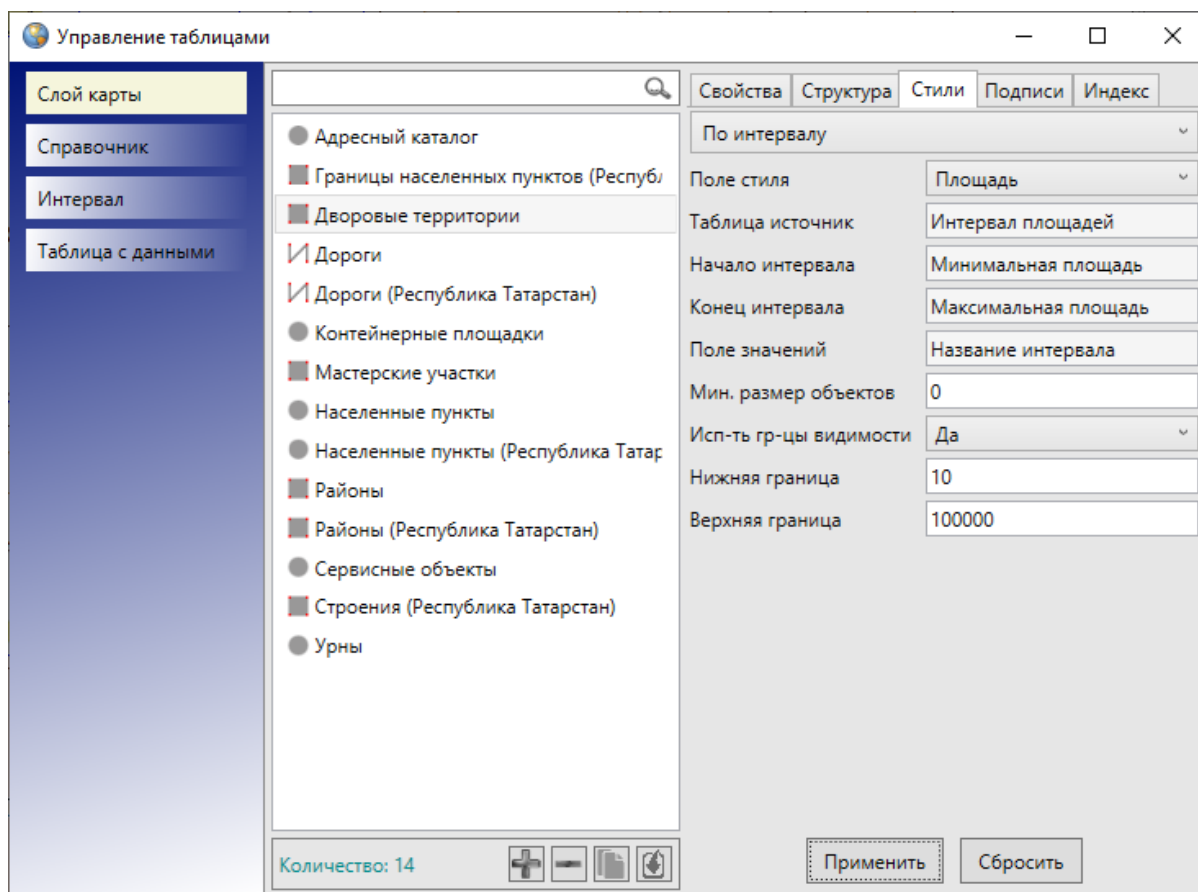 Управление таблицами
Слой карты
Справочник
Интервал
Таблица с данными
Адресный каталог
Границы населенных пунктов (Республ
Дворовые территории
Дороги
Дороги (Республика Татарстан)
Контейнерные площадки
Мастерские участки
Населенные пункты
Населенные пункты (Республика Татар
Районы
Районы (Республика Татарстан)
Сервисные объекты
Строения (Республика Татарстан)
Урны
Количество: 14
Свойства Структура Стили Подписи Индекс
По интервалу
Поле стиля Площадь
Таблица источник Интервал площадей
Начало интервала Минимальная площадь
Конец интервала Максимальная площадь
Поле значений Название интервала
Мин. размер объектов 0
Исп-ть гр-цы видимости Да
Нижняя граница 10
Верхняя граница 100000
Применить Сбросить